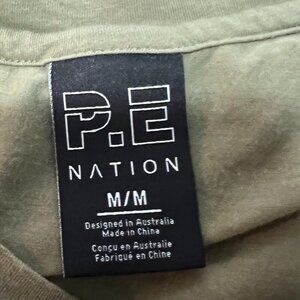 P.E
NATION
M/M
Designed in Australia
Made in China
Conçu en Australie
Fabriqué en Chine